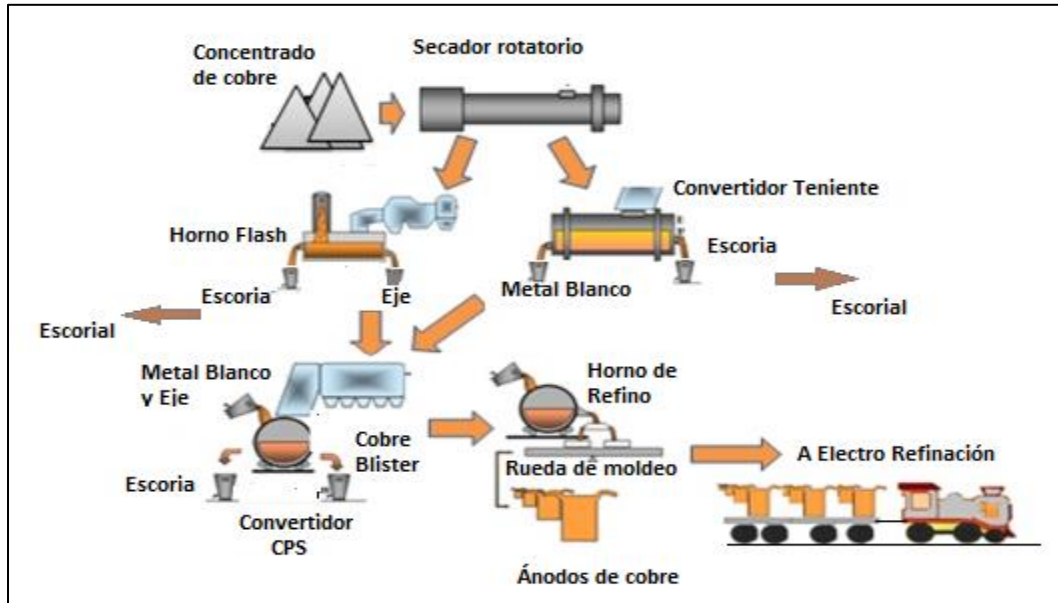 Concentrado
de cobre
Secador rotatorio
Convertidor Teniente
Horno Flash
Escoria
Escoria
Eje
Metal Blanco
Escorial
Escorial
Metal Blanco
y Eje
Horno de
Refino
Cobre
Blister
Rueda de moldeo
A Electro Refinación
Escoria
Convertidor
CPS
Ánodos de cobre